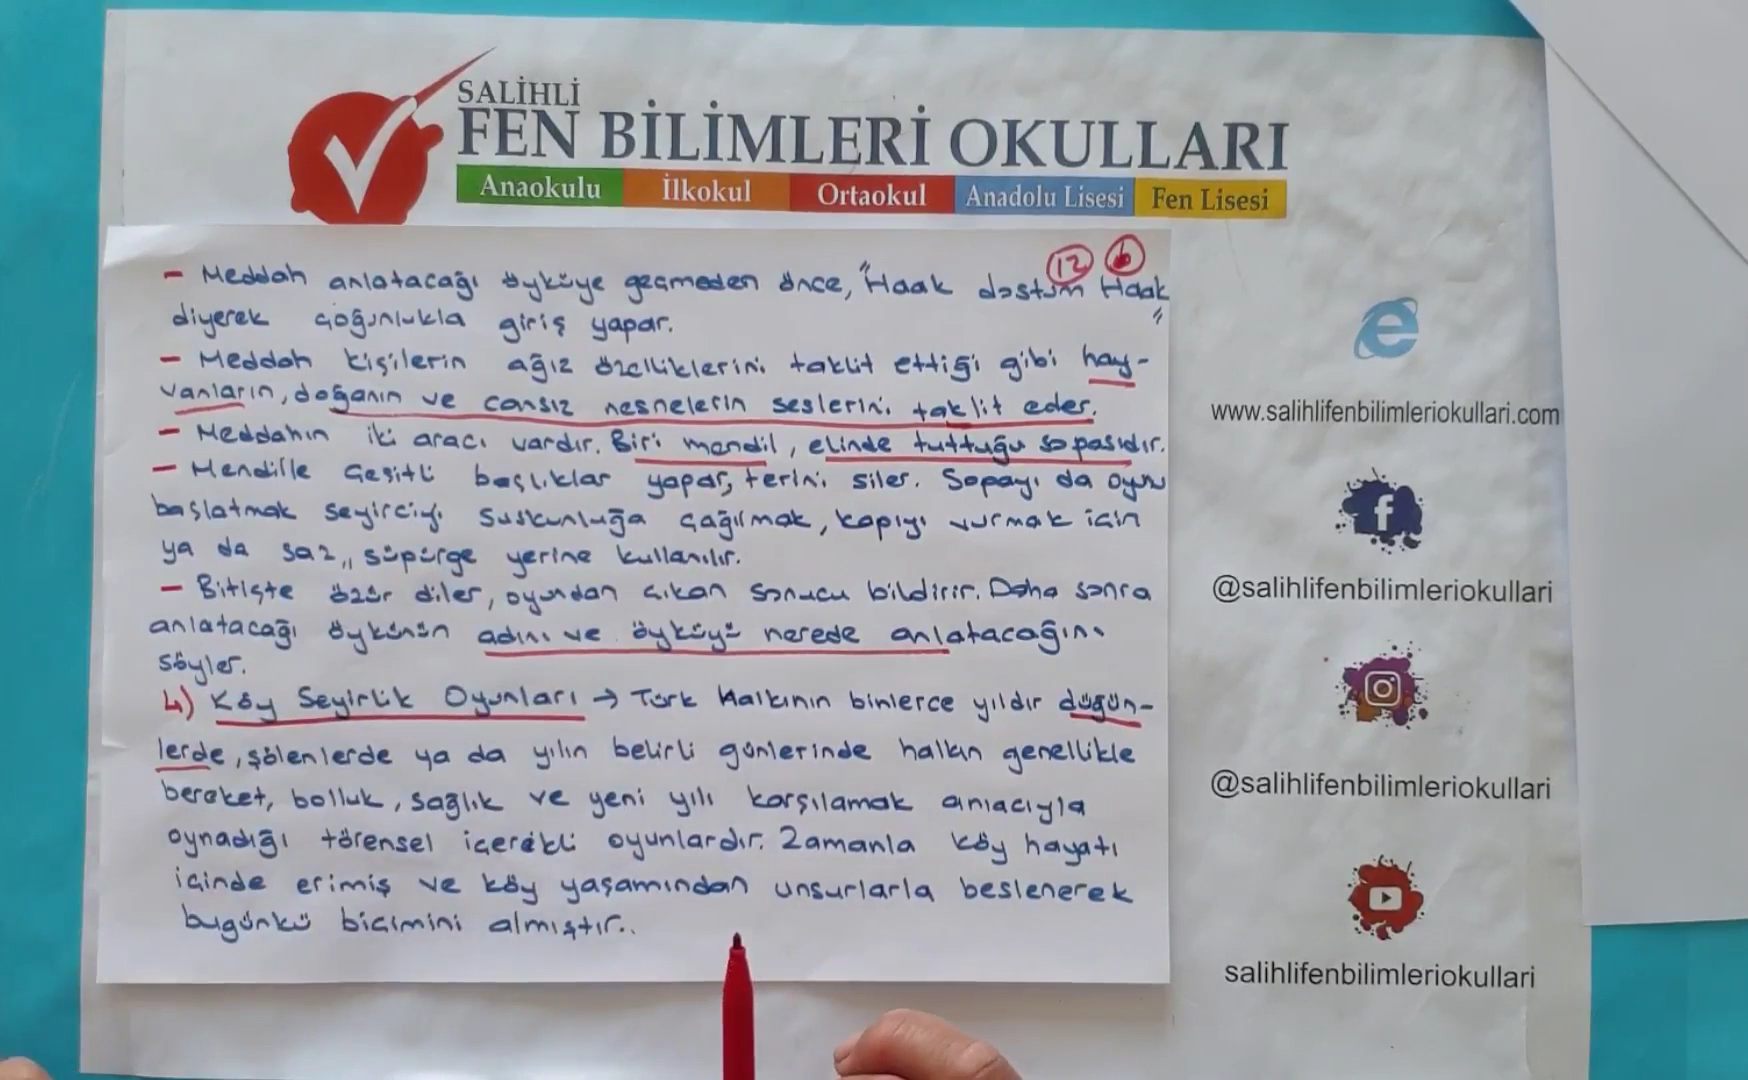 SALİHLİ
FEN BİLİMLERİ OKULLARI
Anaokulu İlkokul Ortaokul Anadolu Lisesi Fen Lisesi
12 6
- Meddah anlatacağı öyküye geçmeden önce, "Haak dostum Haak"
diyerek çoğunlukla giriş yapar.
- Meddah kişilerin ağız özelliklerini taklit ettiği gibi hay-
vanların, doğanın ve cansız nesnelerin seslerini taklit eder.
- Meddahın iki aracı vardır. Biri mendil, elinde tuttuğu sopasıdır.
- Mendille çeşitli başlıklar yapar, terini siler. Sopayı da oyunu
başlatmak seyirciyi suskunluğa çağırmak, kapıyı vurmak için
ya da saz, süpürge yerine kullanılır.
- Bitişte özür diler, oyundan çıkan sonucu bildirir. Daha sonra
anlatacağı öykünün adını ve öyküyü nerede anlatacağını
söyler.
4) Köy Seyirlik Oyunları → Türk Halkının binlerce yıldır düğün-
lerde, şölenlerde ya da yılın belirli günlerinde halkın genellikle
bereket, bolluk, sağlık ve yeni yılı karşılamak amacıyla
oynadığı törensel içerekli oyunlardır. Zamanla köy hayatı
içinde erimiş ve köy yaşamından unsurlarla beslenerek
bugünkü biçimini almıştır..
www.salihlifenbilimleriokullari.com
@salihlifenbilimleriokullari
@salihlifenbilimleriokullari
salihlifenbilimleriokullari